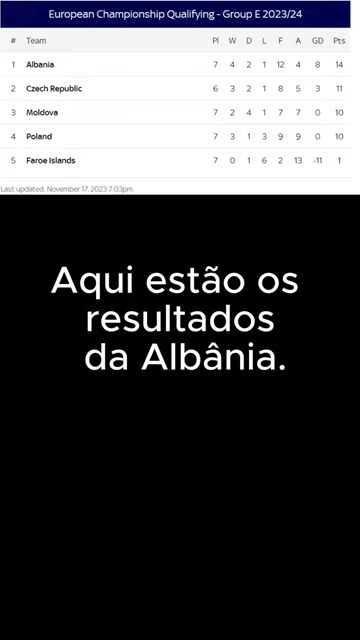 European Championship Qualifying - Group E 2023/24
# Team Pl W D L F A GD Pts
1 Albania 7 4 2 1 12 4 8 14
2 Czech Republic 6 3 2 1 8 5 3 11
3 Moldova 7 2 4 1 7 7 0 10
4 Poland 7 3 1 3 9 9 0 10
5 Faroe Islands 7 0 1 6 2 13 -11 1
Last updated: November 17, 2023 7:03pm
Aqui estão os
resultados
da Albânia.